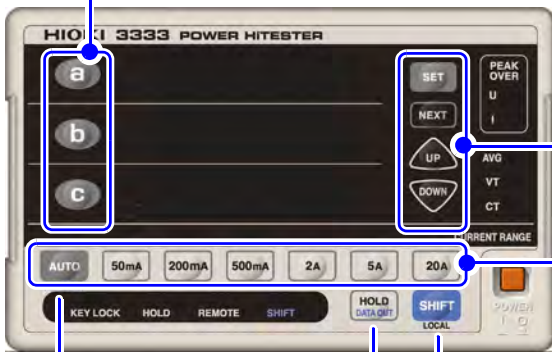 HIOKI 3333 POWER HiTESTER
a
b
c
SET
NEXT
UP
DOWN
PEAK
OVER
U
I
AVG
VT
CT
CURRENT RANGE
AUTO 50mA 200mA 500mA 2A 5A 20A
KEY LOCK HOLD REMOTE SHIFT
HOLD
DATA OUT
SHIFT
LOCAL
POWER